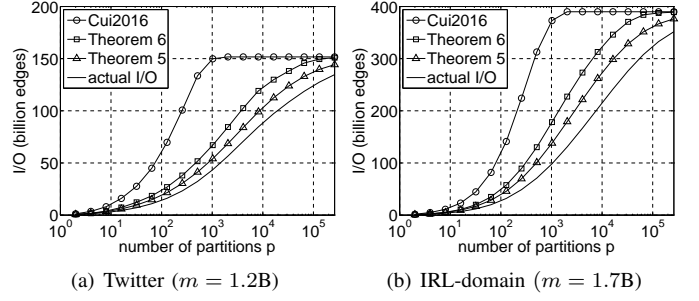 Cui2016
Theorem 6
Theorem 5
actual I/O
I/O (billion edges)
200
150
100
50
0
10^0 10^1 10^2 10^3 10^4 10^5
number of partitions p
(a) Twitter (m = 1.2B)
Cui2016
Theorem 6
Theorem 5
actual I/O
I/O (billion edges)
400
300
200
100
0
10^0 10^1 10^2 10^3 10^4 10^5
number of partitions p
(b) IRL-domain (m = 1.7B)